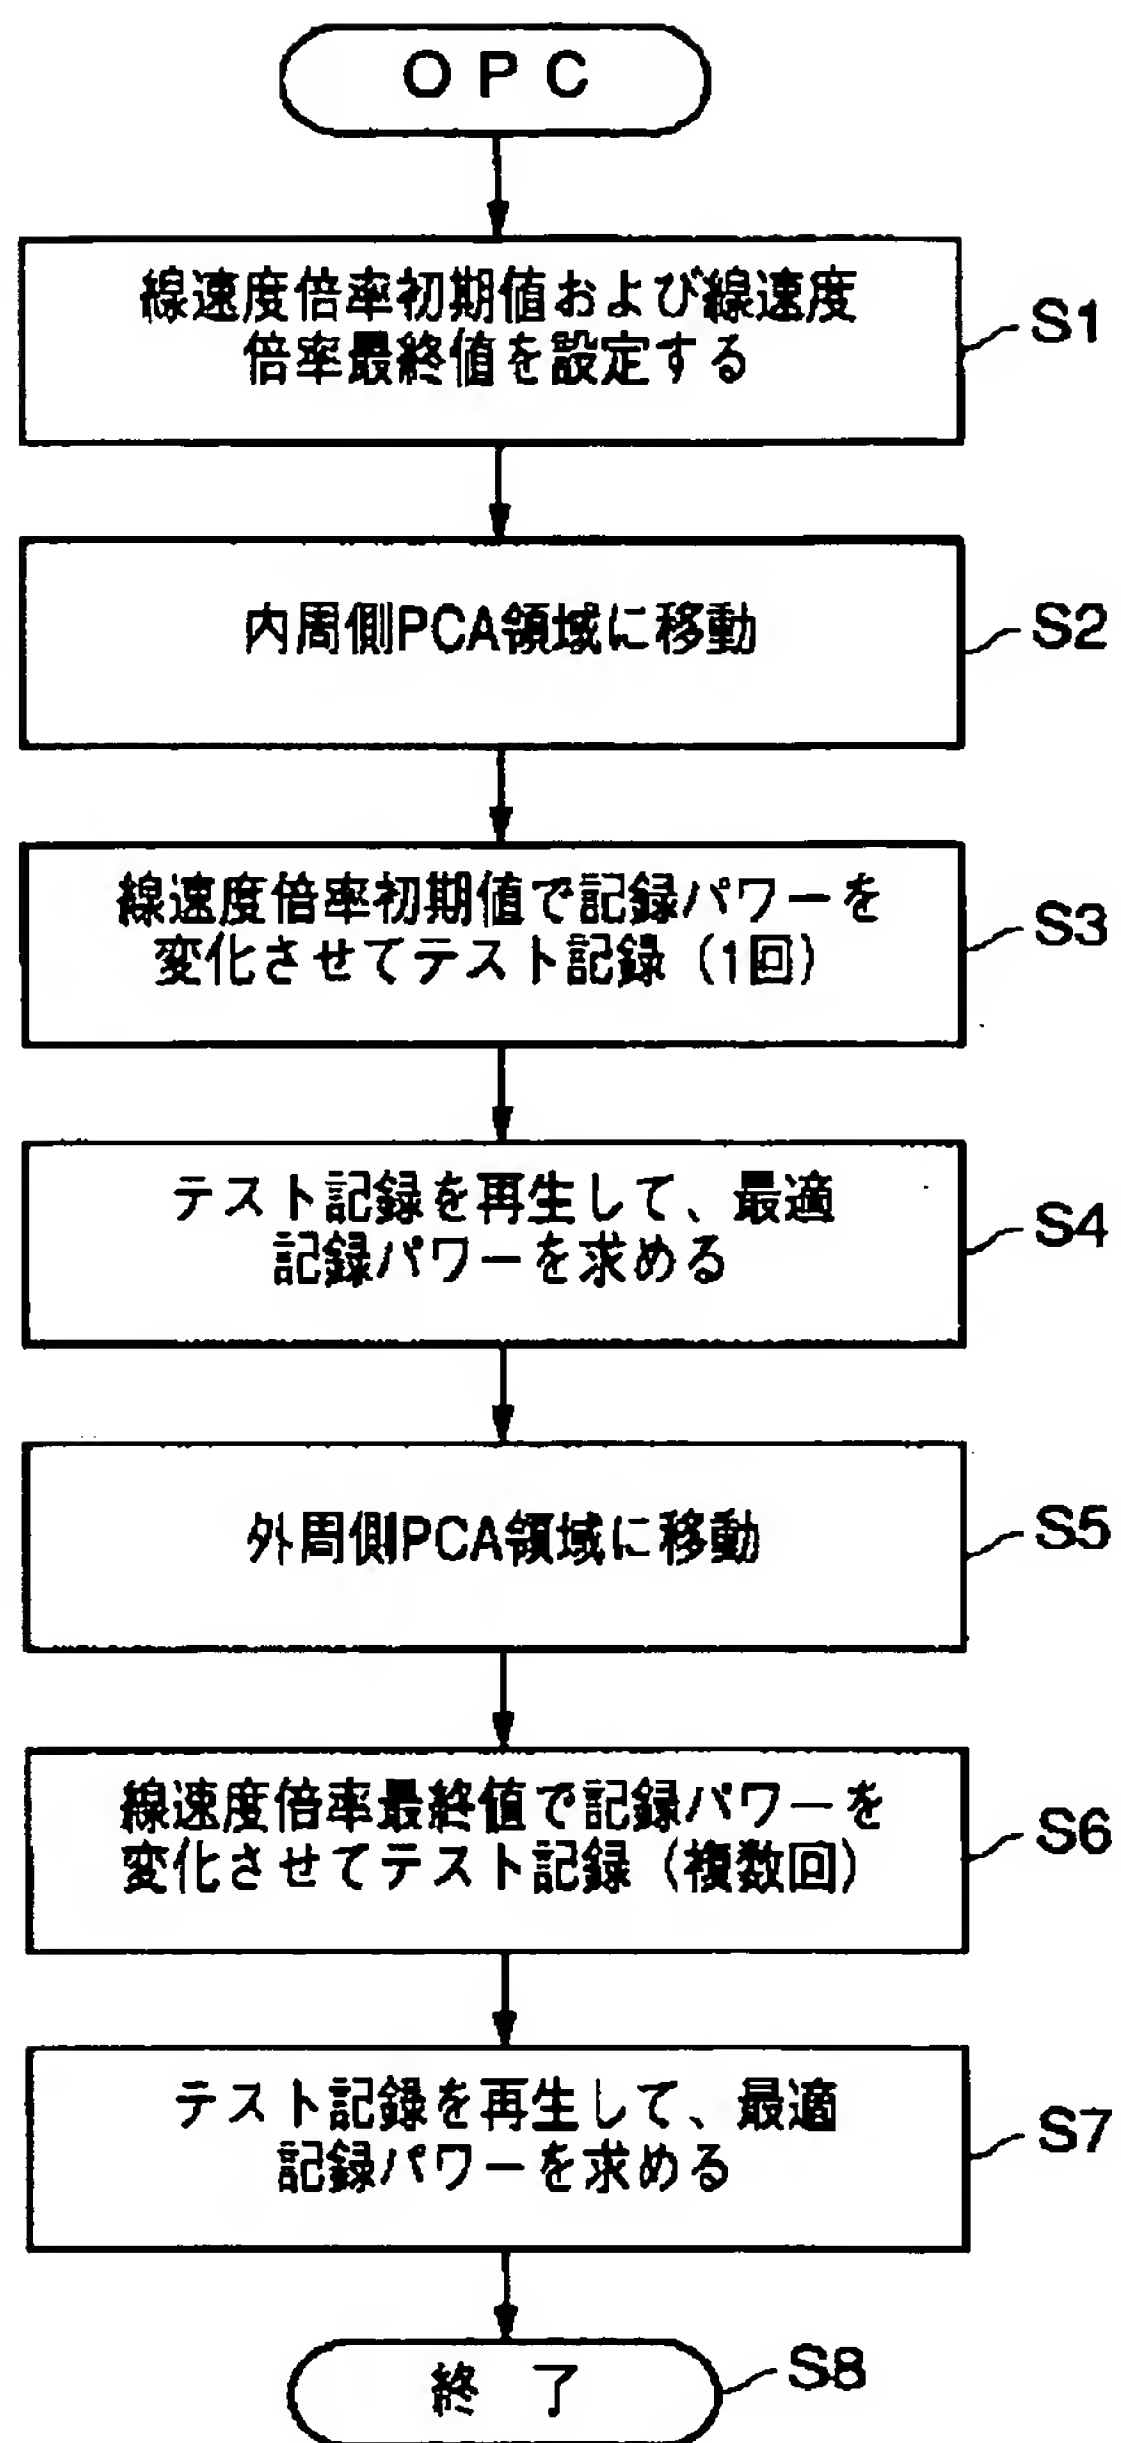 OPC
線速度倍率初期値および線速度
倍率最終値を設定する
S1
内周側PCA領域に移動
S2
線速度倍率初期値で記録パワーを
変化させてテスト記録（1回）
S3
テスト記録を再生して、最適
記録パワーを求める
S4
外周側PCA領域に移動
S5
線速度倍率最終値で記録パワーを
変化させてテスト記録（複数回）
S6
テスト記録を再生して、最適
記録パワーを求める
S7
終 了
S8